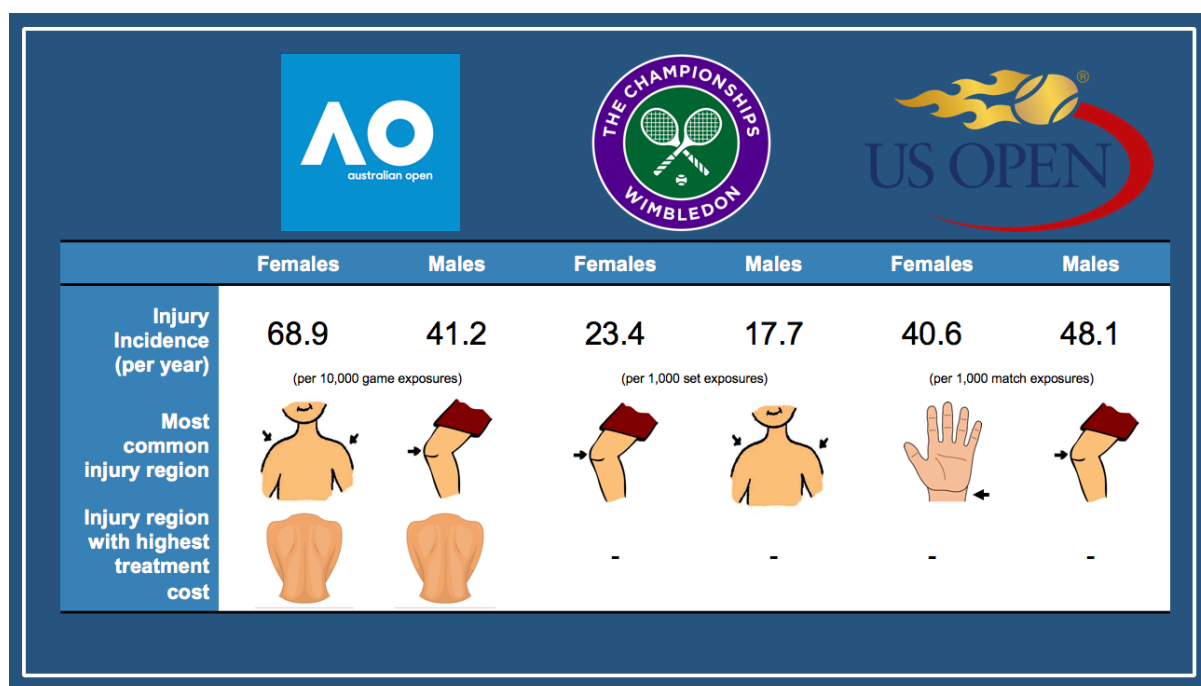 AO
australian open
THE CHAMPIONSHIPS
WIMBLEDON
®
US OPEN
Females Males Females Males Females Males
Injury
Incidence
(per year)
68.9 41.2 23.4 17.7 40.6 48.1
(per 10,000 game exposures) (per 1,000 set exposures) (per 1,000 match exposures)
Most
common
injury region
Injury region
with highest
treatment
cost
- - - -